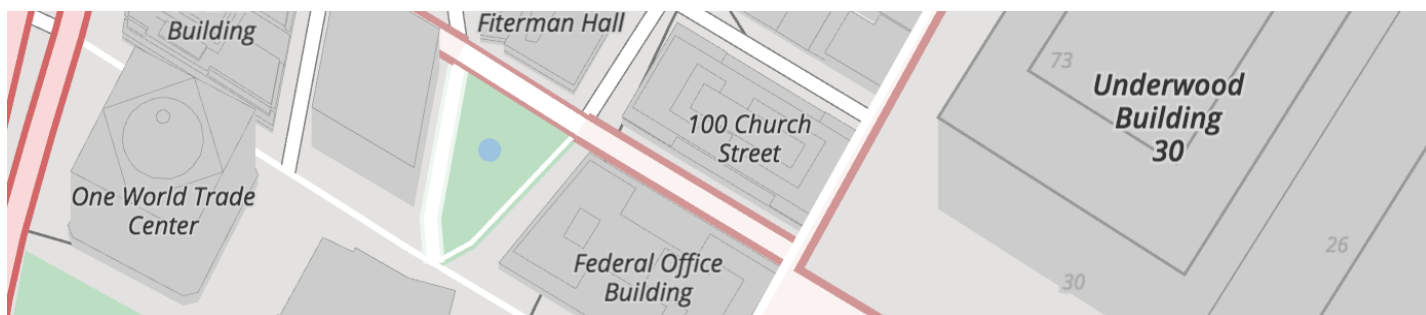 Building
Fiterman Hall
One World Trade
Center
100 Church
Street
Federal Office
Building
73
Underwood
Building
30
26
30